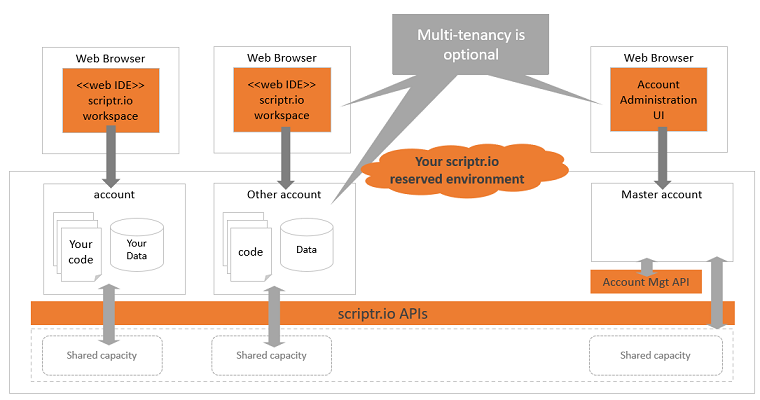 Multi-tenancy is
optional
Web Browser
<<web IDE>>
scriptr.io
workspace
Web Browser
<<web IDE>>
scriptr.io
workspace
Web Browser
Account
Administration
UI
Your scriptr.io
reserved environment
account
Your
code
Your
Data
Other account
code
Data
Master account
Account Mgt API
scriptr.io APIs
Shared capacity
Shared capacity
Shared capacity